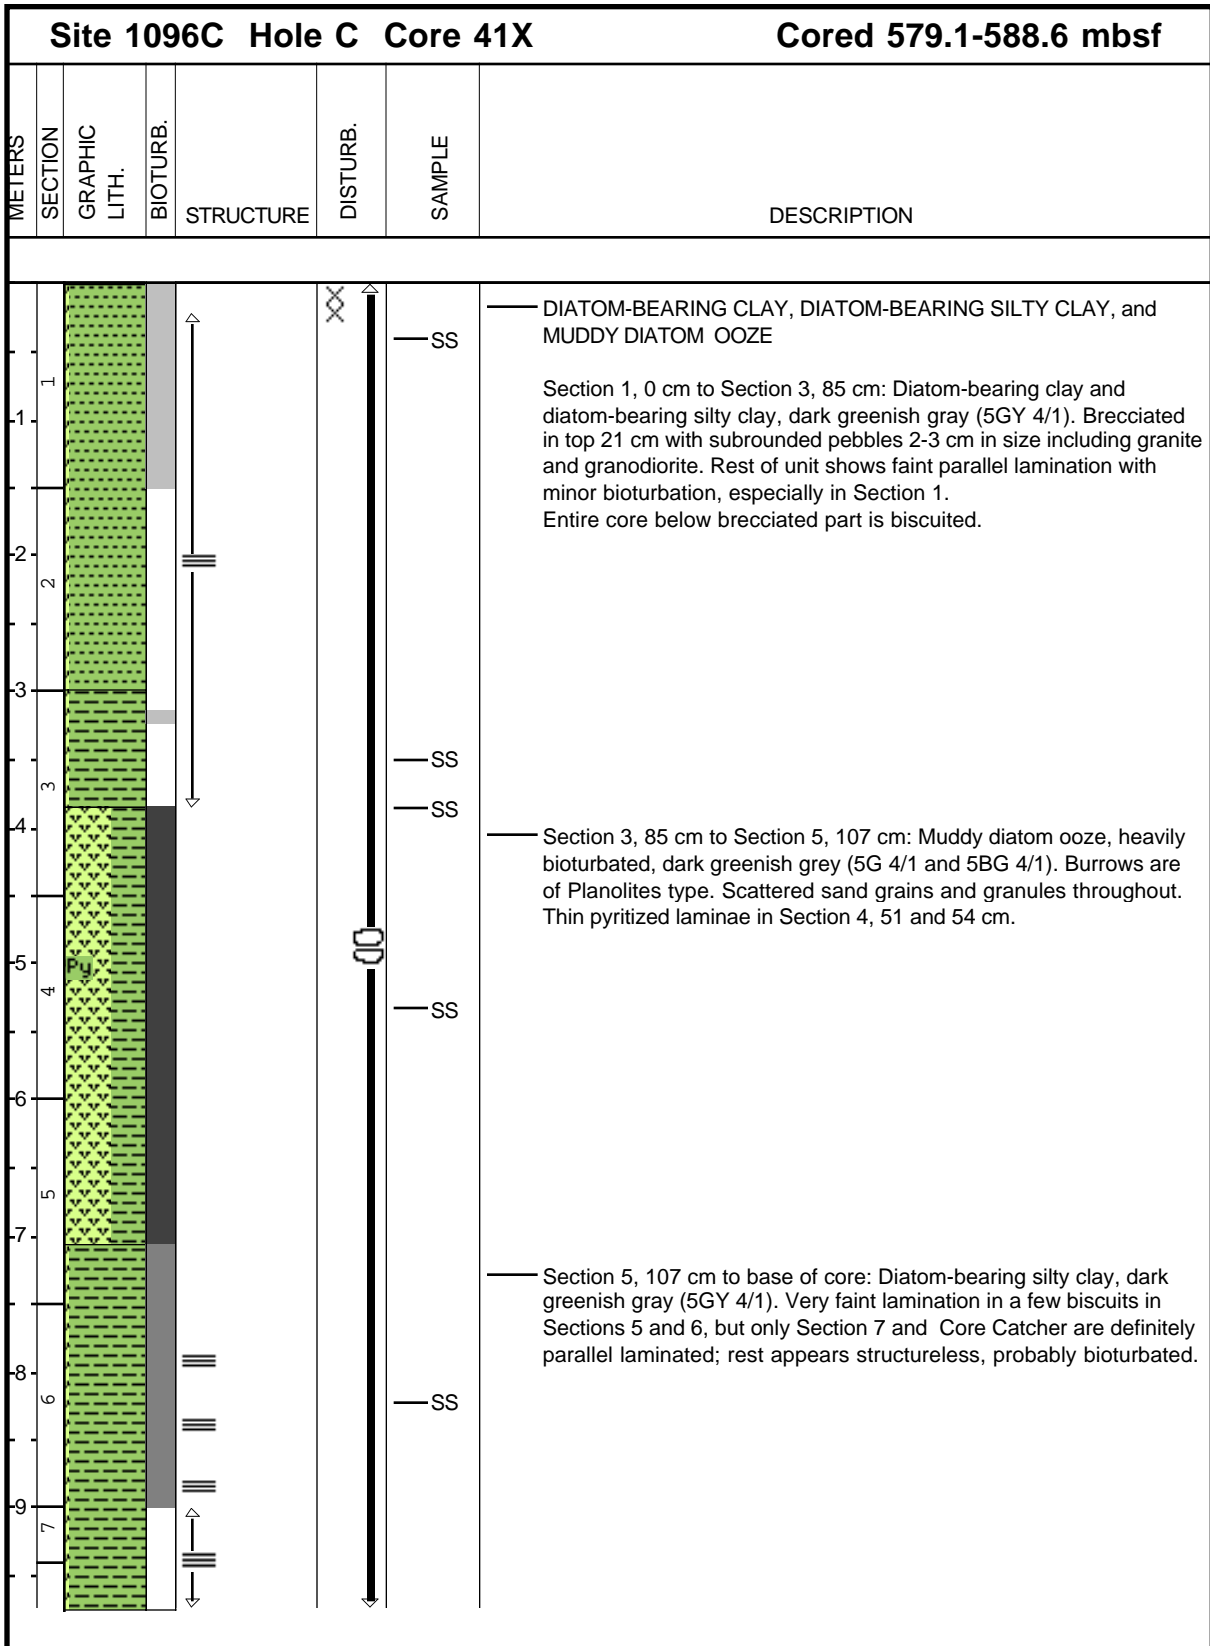 Site 1096C Hole C Core 41X Cored 579.1-588.6 mbsf
METERS
SECTION
GRAPHIC
LITH.
BIOTURB.
STRUCTURE
DISTURB.
SAMPLE
DESCRIPTION
DIATOM-BEARING CLAY, DIATOM-BEARING SILTY CLAY, and
MUDDY DIATOM OOZE
SS
1
Section 1, 0 cm to Section 3, 85 cm: Diatom-bearing clay and
diatom-bearing silty clay, dark greenish gray (5GY 4/1). Brecciated
in top 21 cm with subrounded pebbles 2-3 cm in size including granite
and granodiorite. Rest of unit shows faint parallel lamination with
minor bioturbation, especially in Section 1.
Entire core below brecciated part is biscuited.
1
2
2
3
SS
3
SS
4
Section 3, 85 cm to Section 5, 107 cm: Muddy diatom ooze, heavily
bioturbated, dark greenish grey (5G 4/1 and 5BG 4/1). Burrows are
of Planolites type. Scattered sand grains and granules throughout.
Thin pyritized laminae in Section 4, 51 and 54 cm.
5
Py
4
SS
6
5
7
Section 5, 107 cm to base of core: Diatom-bearing silty clay, dark
greenish gray (5GY 4/1). Very faint lamination in a few biscuits in
Sections 5 and 6, but only Section 7 and Core Catcher are definitely
parallel laminated; rest appears structureless, probably bioturbated.
8
6
SS
9
7